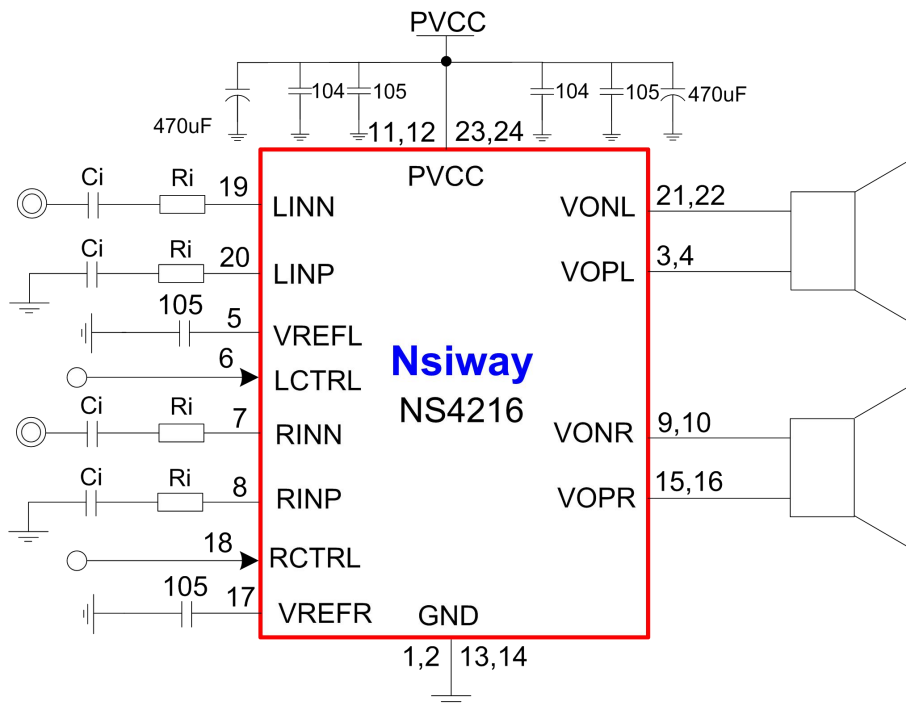 PVCC
104 105 104 105 470uF
470uF
11,12 23,24
PVCC
Ci Ri 19
LINN
VONL
21,22
Ci Ri 20
LINP
VOPL
3,4
105 5
VREFL
6
LCTRL
Nsiway
NS4216
Ci Ri 7
RINN
VONR
9,10
Ci Ri 8
RINP
VOPR
15,16
18
RCTRL
105 17
VREFR
GND
1,2 13,14